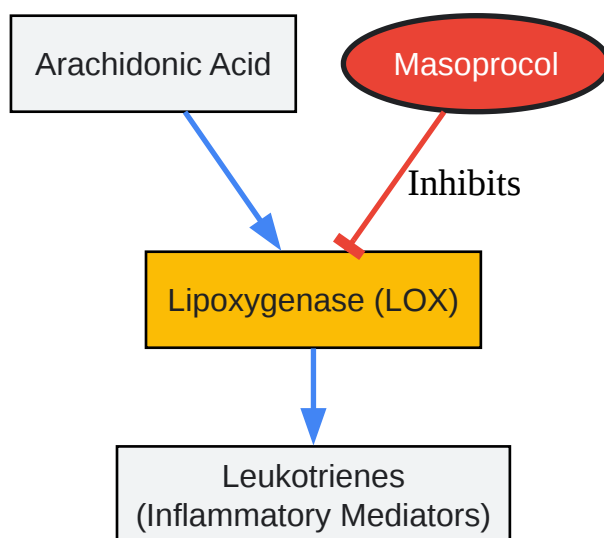 Arachidonic Acid
Masoprocol
Inhibits
Lipoxygenase (LOX)
Leukotrienes
(Inflammatory Mediators)